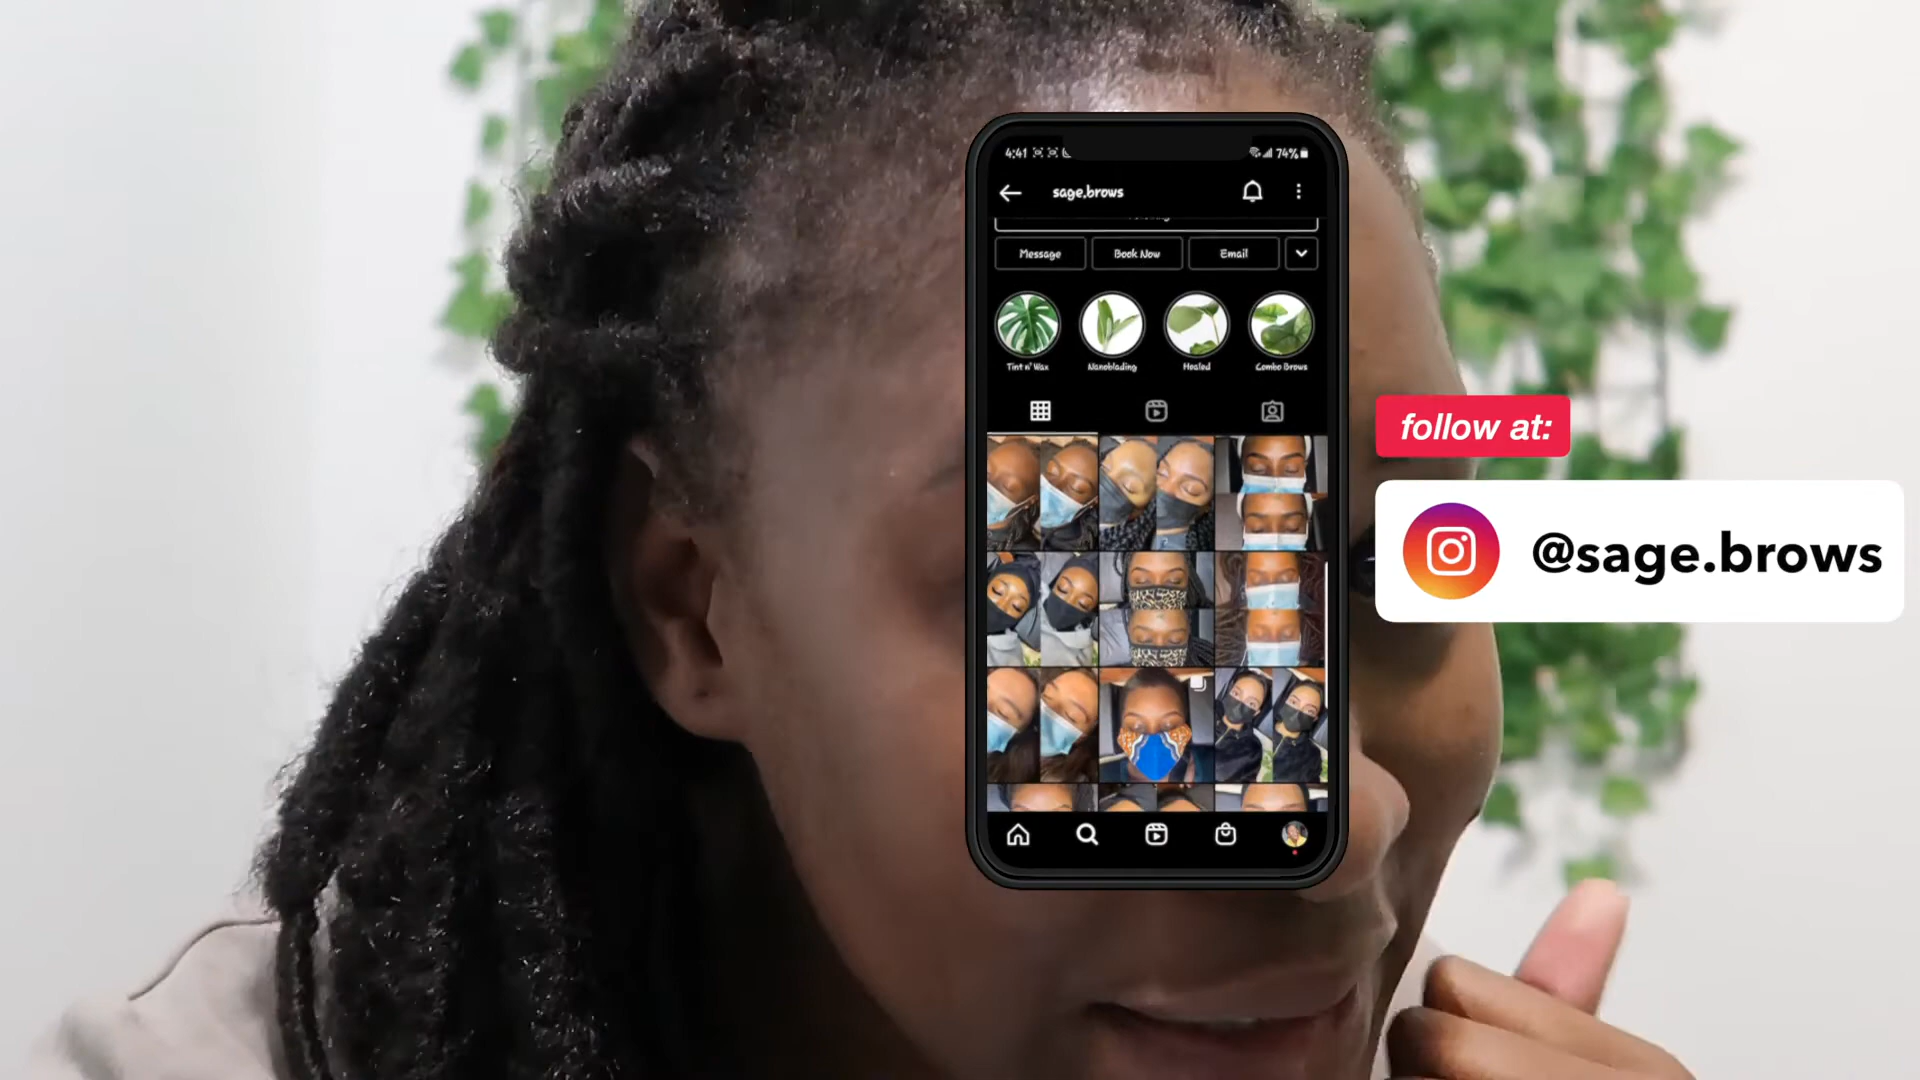 4:41
74%
sage.brows
Message
Book Now
Email
Tint n' Wax
Nanoblading
Healed
Combo Brows
follow at:
@sage.brows